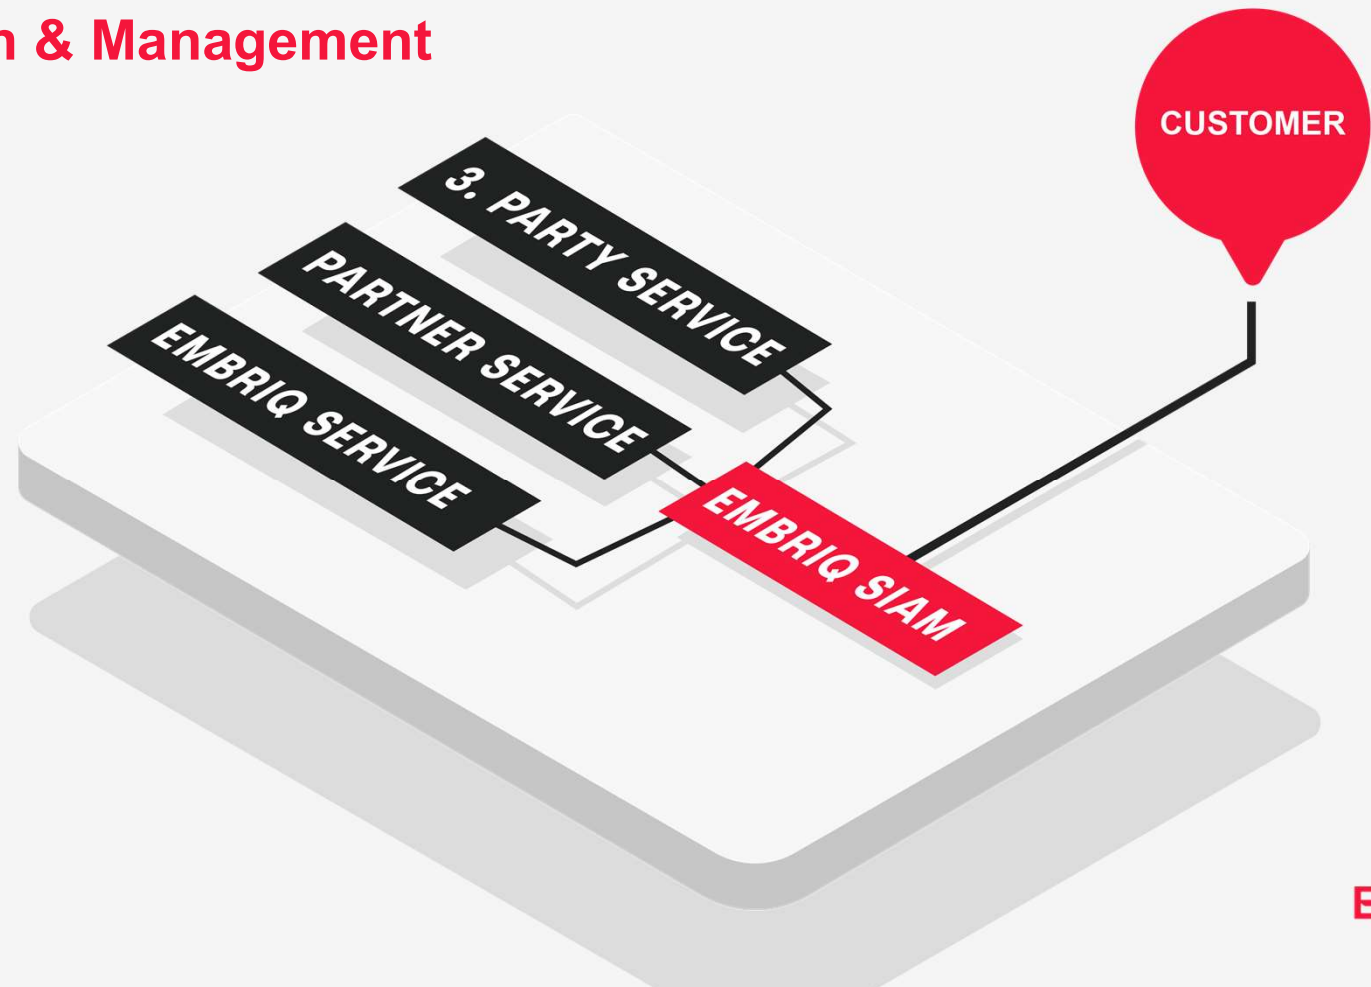 n & Management
CUSTOMER
3. PARTY SERVICE
PARTNER SERVICE
EMBRIQ SERVICE
EMBRIQ SIAM
E